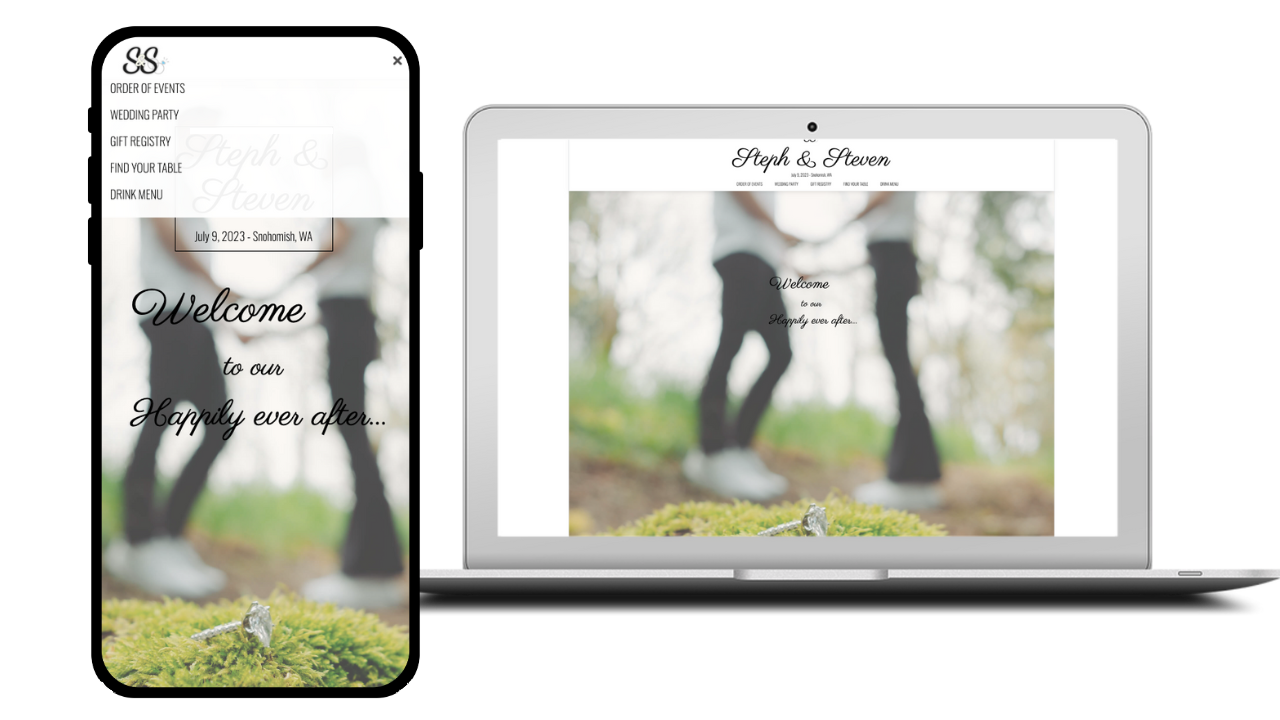 SS
ORDER OF EVENTS
WEDDING PARTY
GIFT REGISTRY
FIND YOUR TABLE
DRINK MENU
Steph &
Steven
July 9, 2023 - Snohomish, WA
Welcome
to our
Happily ever after...
Steph & Steven
July 9, 2023 - Snohomish, WA
ORDER OF EVENTS WEDDING PARTY GIFT REGISTRY FIND YOUR TABLE DRINK MENU
Welcome
to our
Happily ever after...